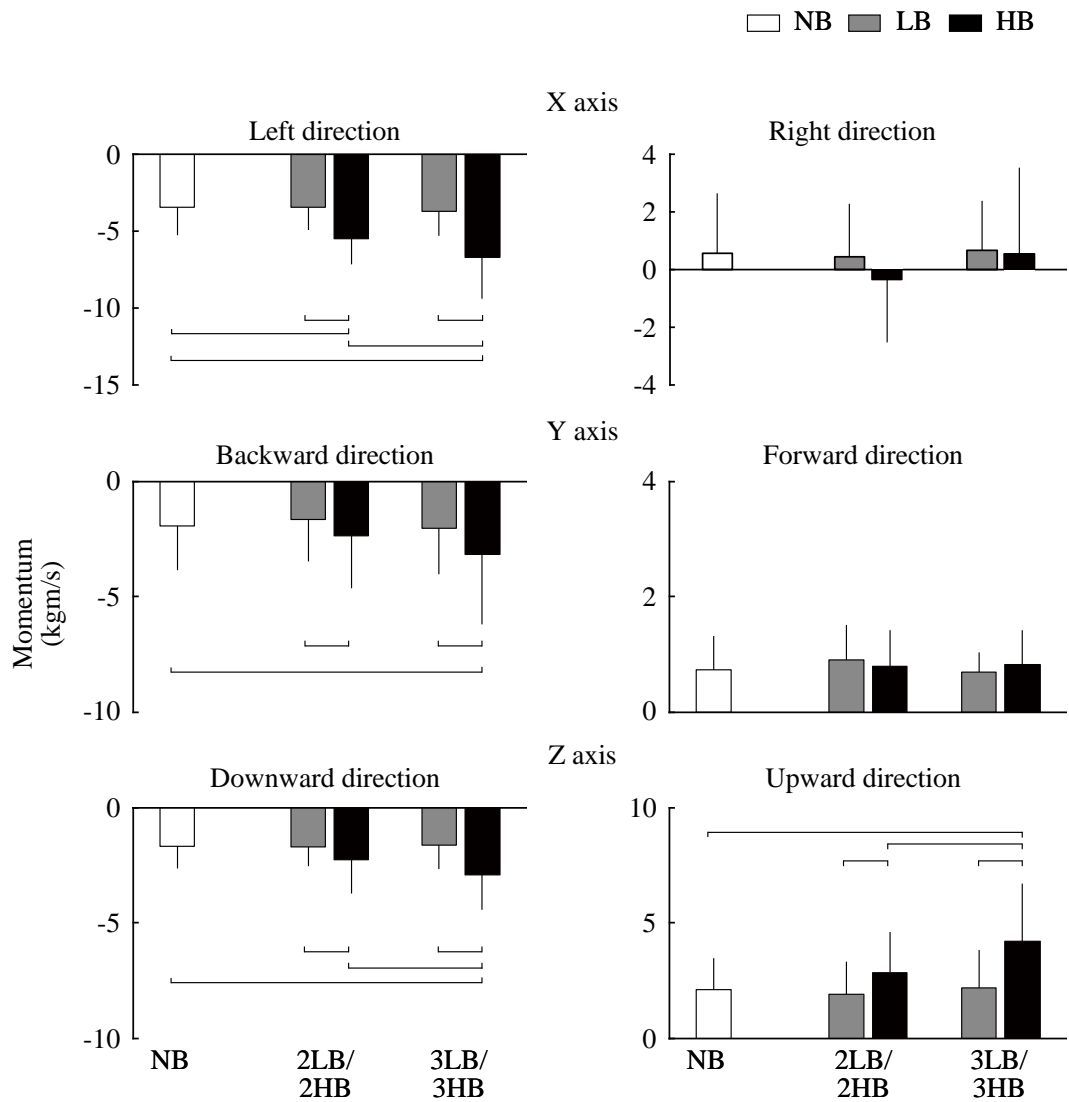 NB LB HB
X axis
Left direction Right direction
0
-5
-10
-15
4
2
0
-2
-4
Y axis
Backward direction Forward direction
0
-5
-10
4
2
0
Momentum
(kgm/s)
Z axis
Downward direction Upward direction
0
-5
-10
10
5
0
NB 2LB/ 3LB/ NB 2LB/ 3LB/
2HB 3HB 2HB 3HB